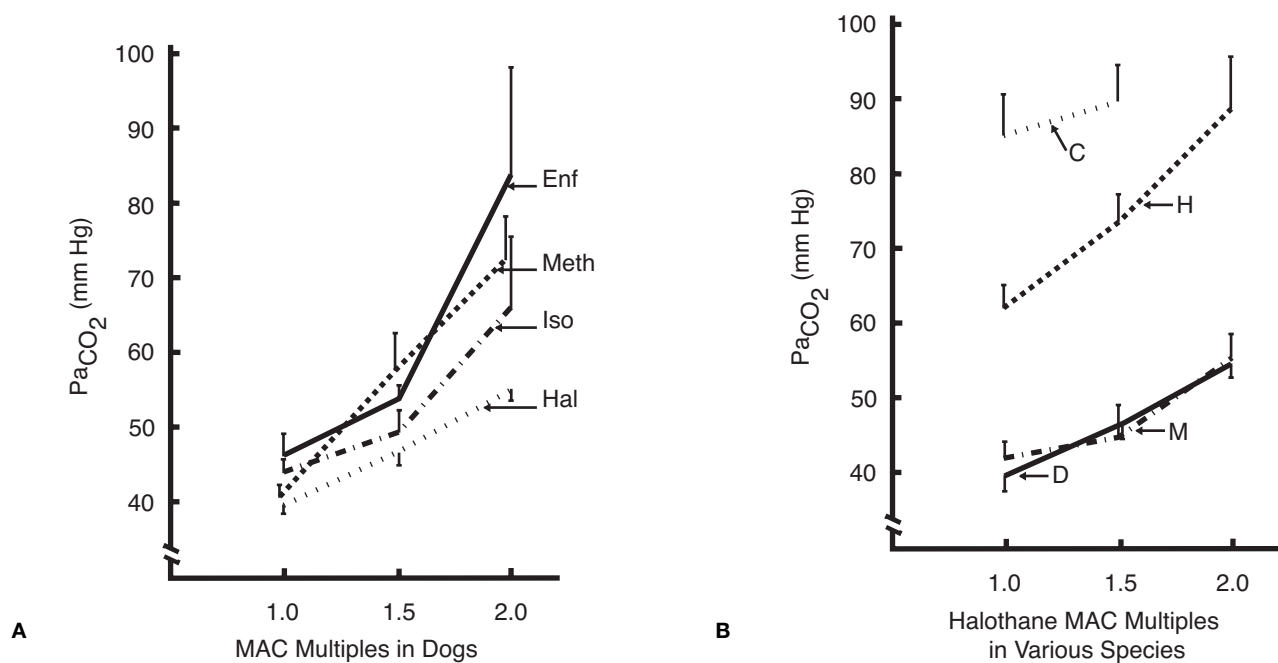 100
90
80
70
60
50
40
PaCO2 (mm Hg)
Enf
Meth
Iso
Hal
1.0 1.5 2.0
MAC Multiples in Dogs
A
100
90
80
70
60
50
40
PaCO2 (mm Hg)
C
H
M
D
1.0 1.5 2.0
Halothane MAC Multiples
in Various Species
B